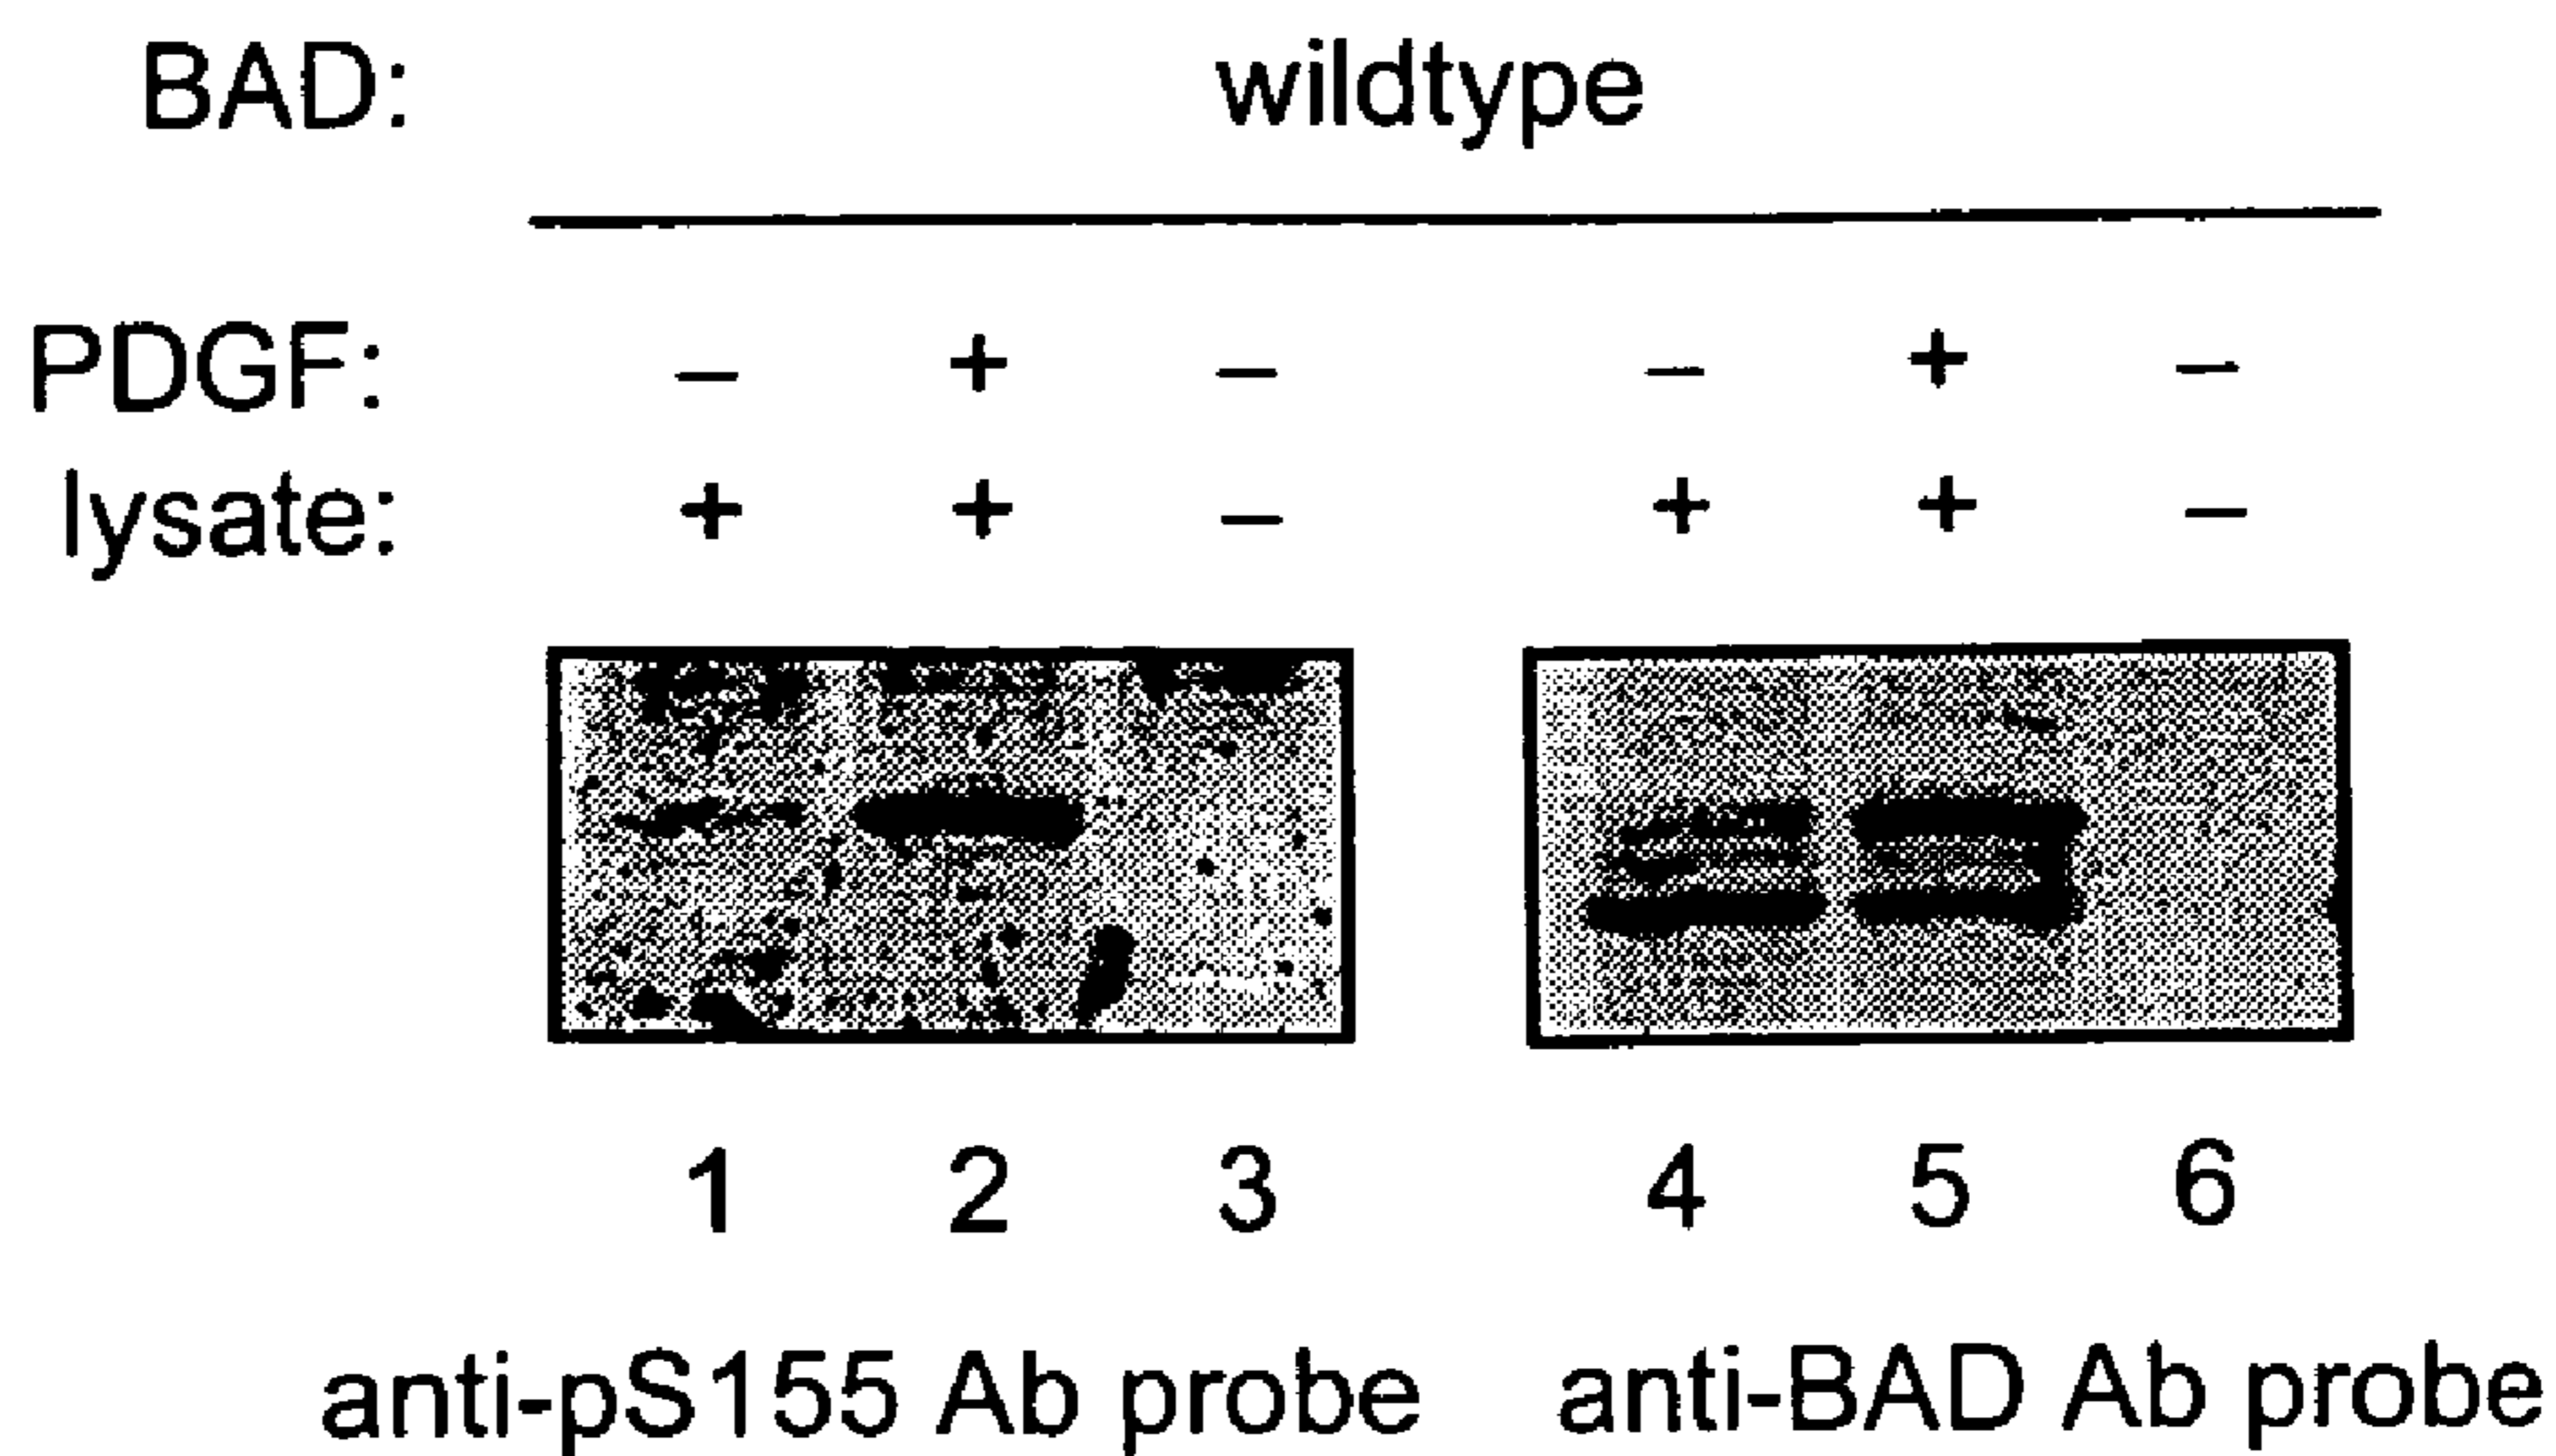 BAD: wildtype
PDGF: – + – – + –
lysate: + + – + + –
1 2 3 4 5 6
anti-pS155 Ab probe anti-BAD Ab probe